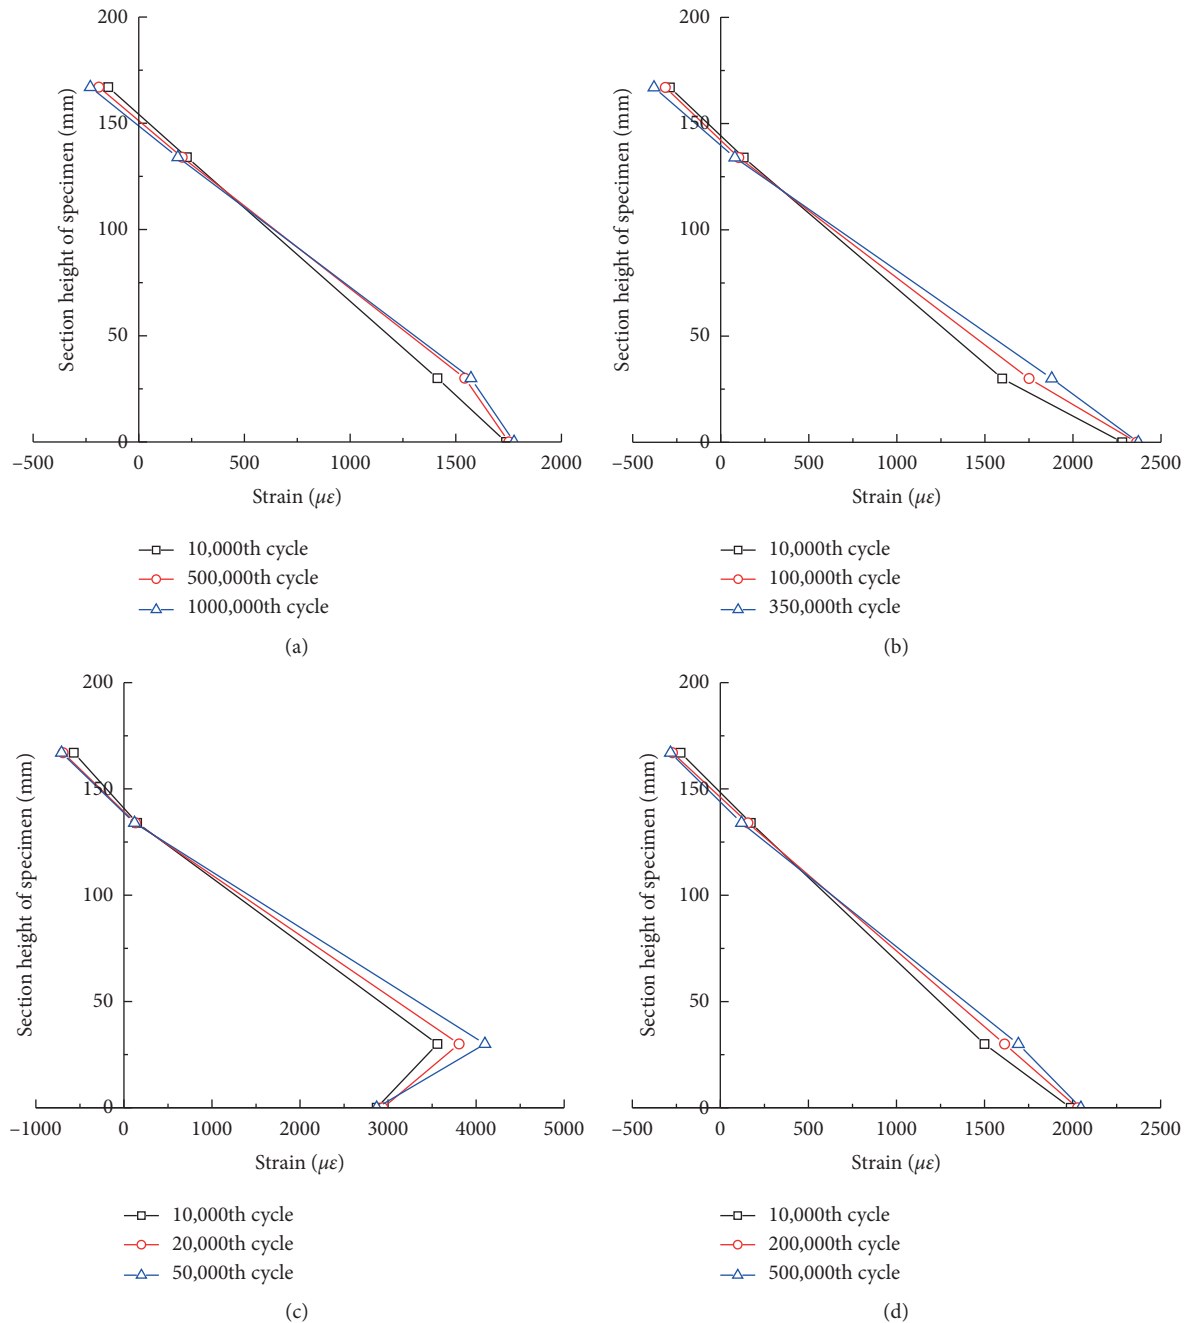 200
150
100
50
0
Section height of specimen (mm)
–500 0 500 1000 1500 2000
Strain (με)
10,000th cycle
500,000th cycle
1000,000th cycle
(a)
200
150
100
50
0
Section height of specimen (mm)
–500 0 500 1000 1500 2000 2500
Strain (με)
10,000th cycle
100,000th cycle
350,000th cycle
(b)
200
150
100
50
0
Section height of specimen (mm)
–1000 0 1000 2000 3000 4000 5000
Strain (με)
10,000th cycle
20,000th cycle
50,000th cycle
(c)
200
150
100
50
0
Section height of specimen (mm)
–500 0 500 1000 1500 2000 2500
Strain (με)
10,000th cycle
200,000th cycle
500,000th cycle
(d)